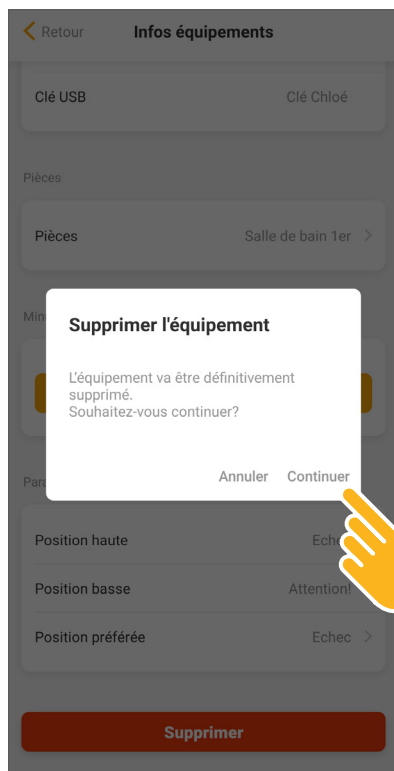 Retour Infos équipements
Clé USB Clé Chloé
Pièces
Pièces Salle de bain 1er
Supprimer l'équipement
L'équipement va être définitivement
supprimé.
Souhaitez-vous continuer?
Annuler Continuer
Position haute
Position basse Attention!
Position préférée Echec
Supprimer